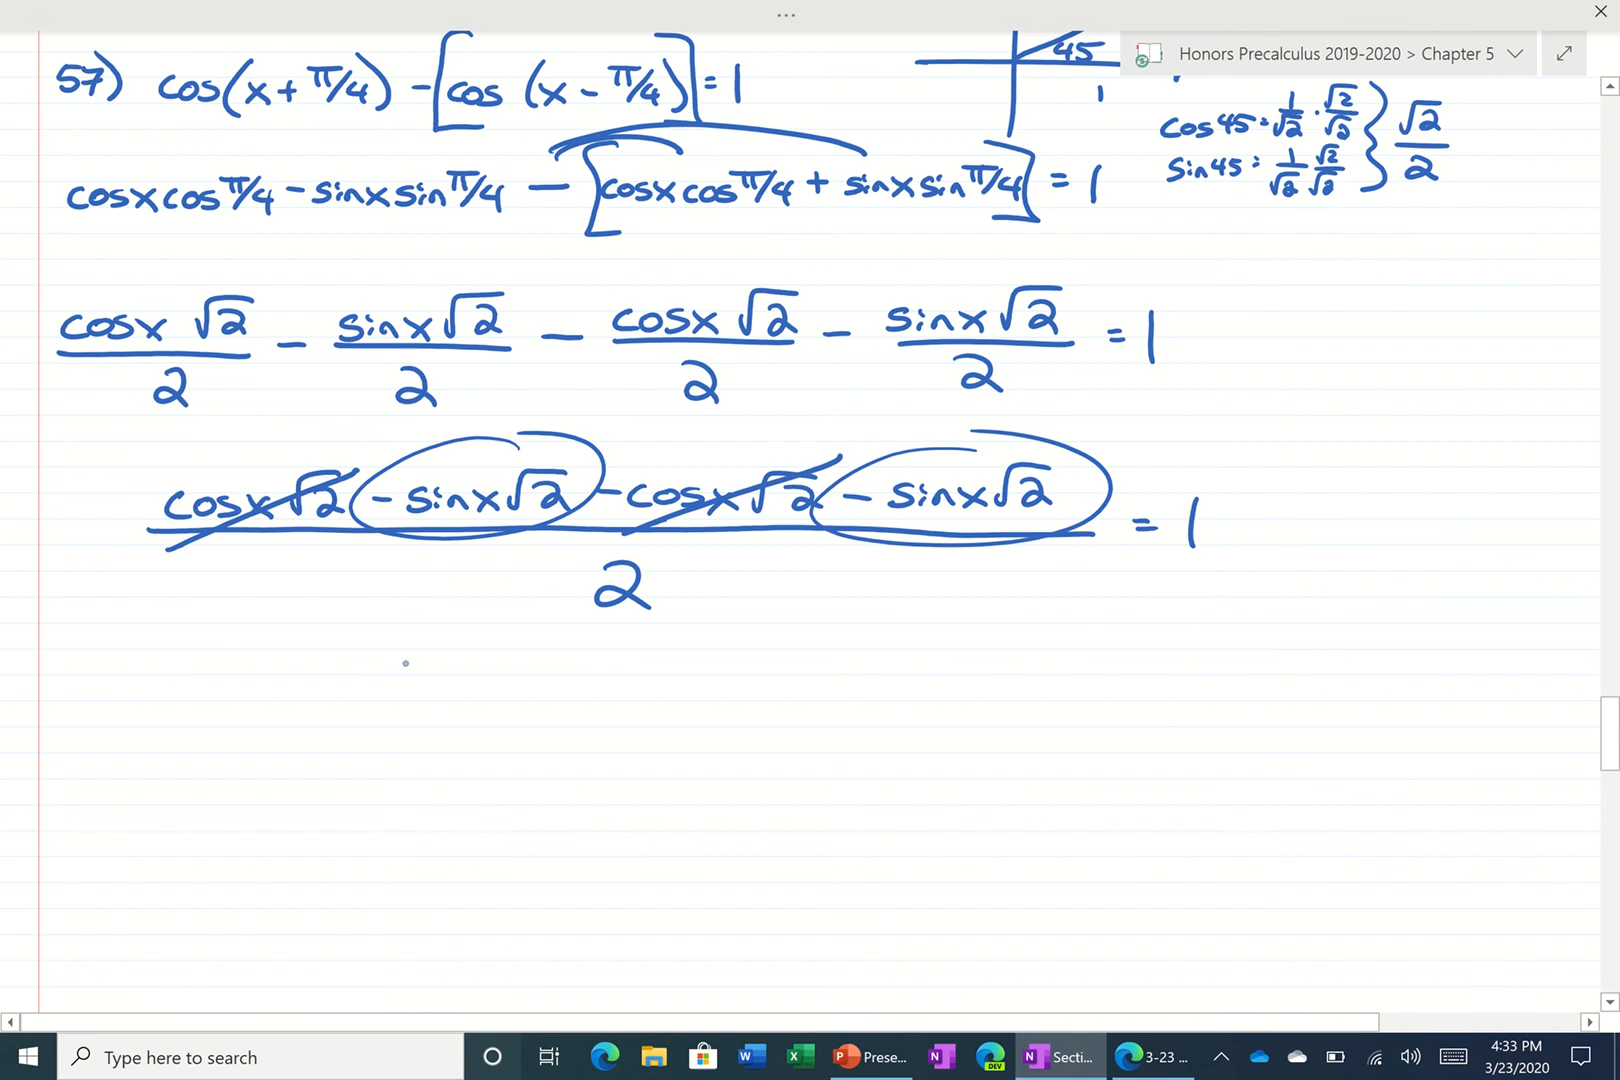 Honors Precalculus 2019-2020 > Chapter 5
45
1
57) cos(x + π/4) - [cos (x - π/4)] = 1
cos45 = 1/√2 · √2/√2
sin45 = 1/√2 √2/√2
} √2/2
cosx cos π/4 - sinx sin π/4 - [cosx cos π/4 + sinx sin π/4] = 1
cosx √2/2 - sinx√2/2 - cosx √2/2 - sinx√2/2 = 1
cosx√2 - sinx√2 - cosx√2 - sinx√2 = 1
2
Type here to search
Prese...
Secti...
3-23 ...
DEV
4:33 PM
3/23/2020